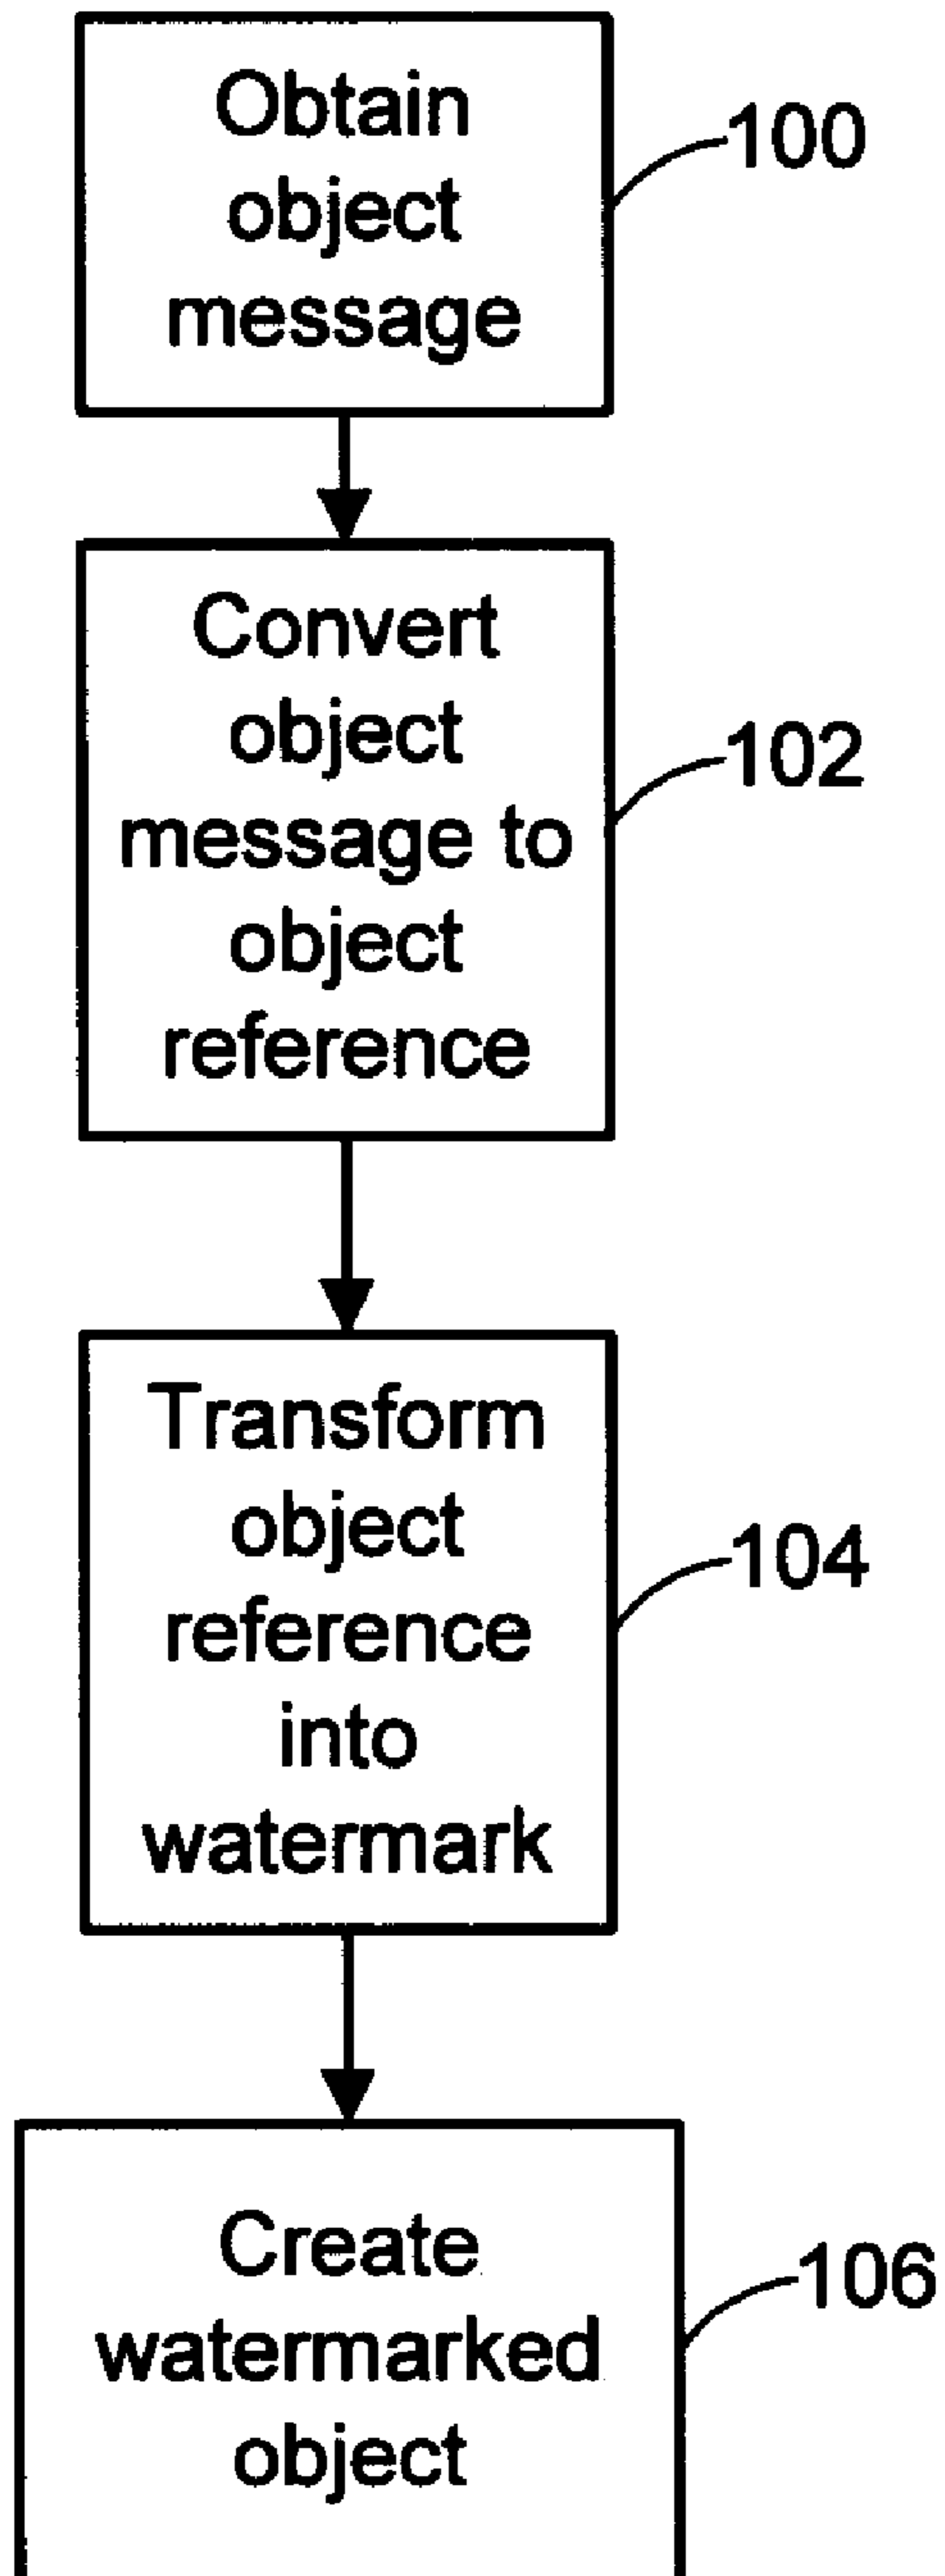 Obtain
object
message
100
Convert
object
message to
object
reference
102
Transform
object
reference
into
watermark
104
Create
watermarked
object
106